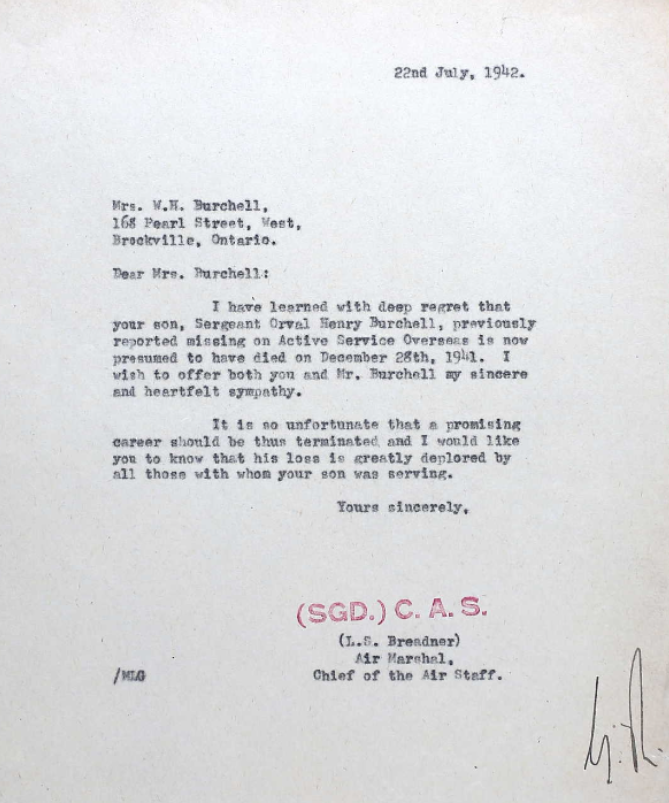 22nd July, 1942.
Mrs. W.H. Burchell,
168 Pearl Street, West,
Brockville, Ontario.
Dear Mrs. Burchell:
I have learned with deep regret that
your son, Sergeant Orval Henry Burchell, previously
reported missing on Active Service Overseas is now
presumed to have died on December 28th, 1941. I
wish to offer both you and Mr. Burchell my sincere
and heartfelt sympathy.
It is so unfortunate that a promising
career should be thus terminated and I would like
you to know that his loss is greatly deplored by
all those with whom your son was serving.
Yours sincerely,
(SGD.) C. A. S.
(L.S. Breadner)
Air Marshal,
/MLG
Chief of the Air Staff.